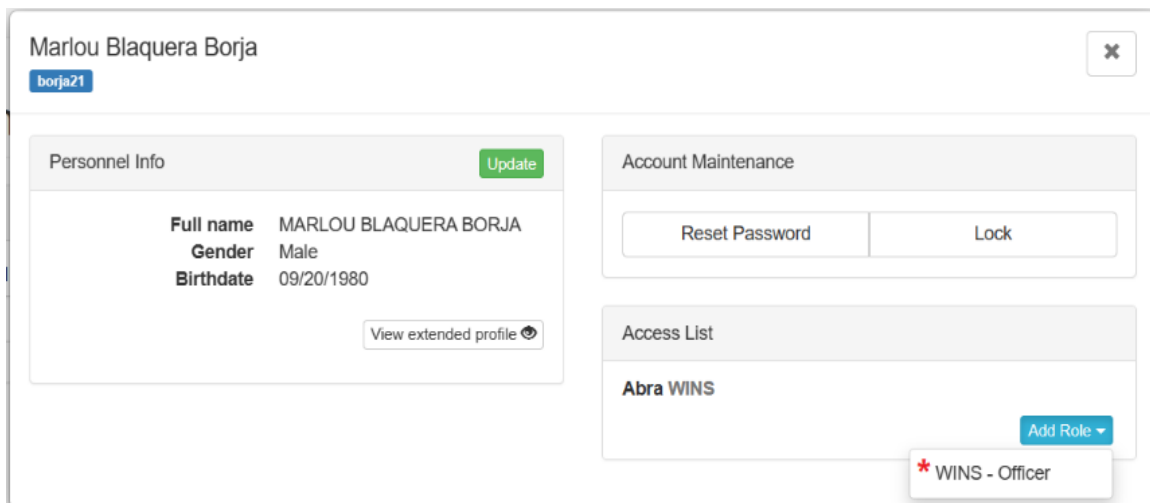 Marlou Blaquera Borja
borja21
Personnel Info
Update
Full name MARLOU BLAQUERA BORJA
Gender Male
Birthdate 09/20/1980
View extended profile
Account Maintenance
Reset Password
Lock
Access List
Abra WINS
Add Role
* WINS - Officer